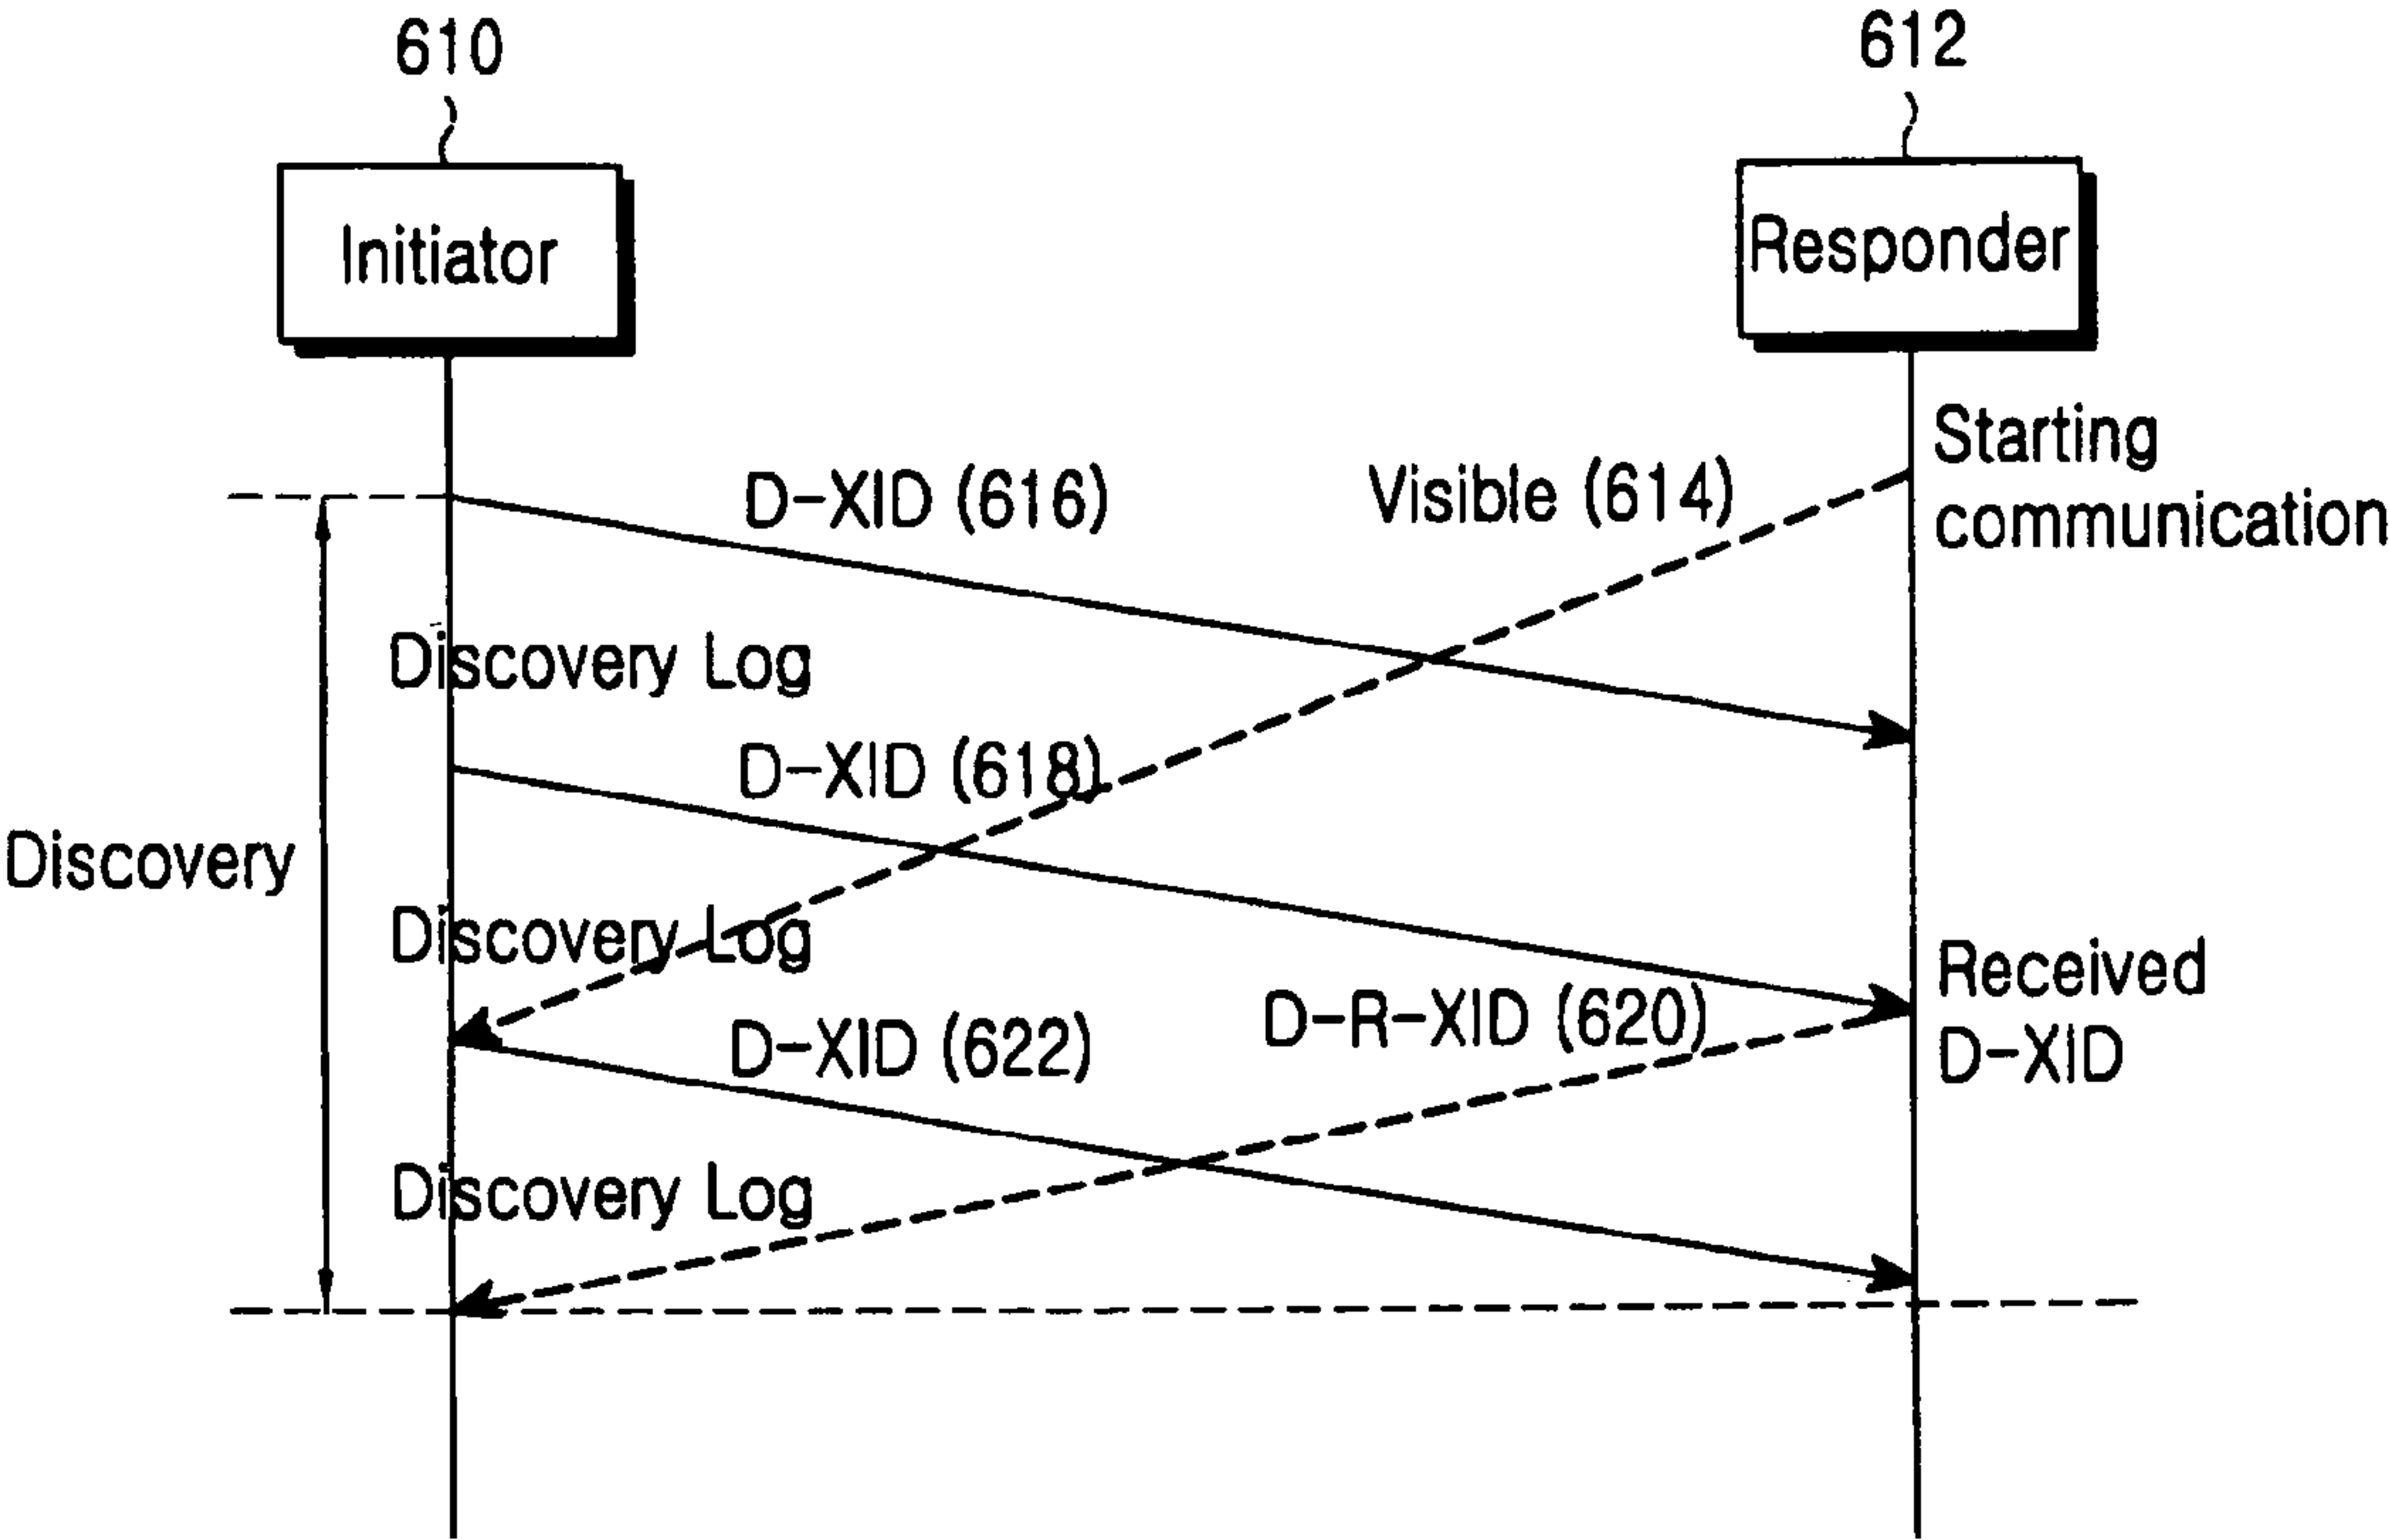 610
612
Initiator
Responder
Starting
communication
D-XID (616)
Visible (614)
Discovery Log
D-XID (618)
Discovery
Discovery Log
Received
D-XID
D-R-XID (620)
D-XID (622)
Discovery Log